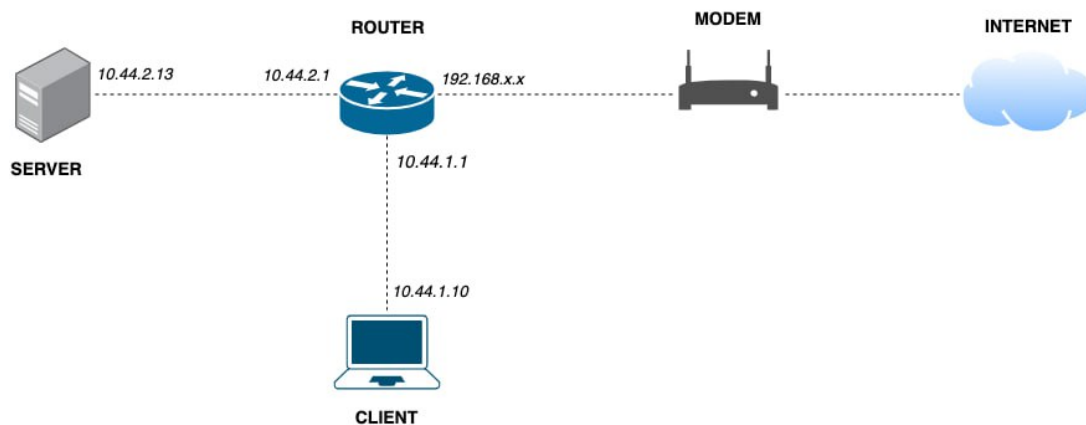 MODEM
ROUTER
INTERNET
10.44.2.13
10.44.2.1
192.168.x.x
SERVER
10.44.1.1
10.44.1.10
CLIENT